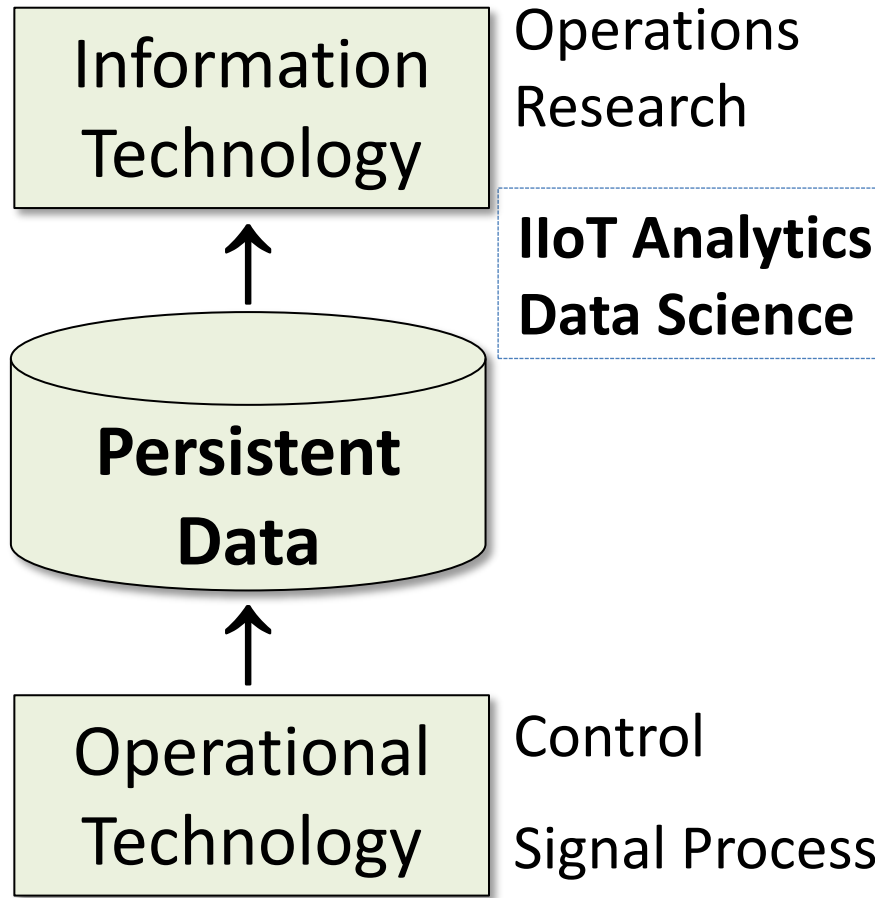 Information
Technology
Operations
Research
IIoT Analytics
Data Science
Persistent
Data
Operational
Technology
Control
Signal Process